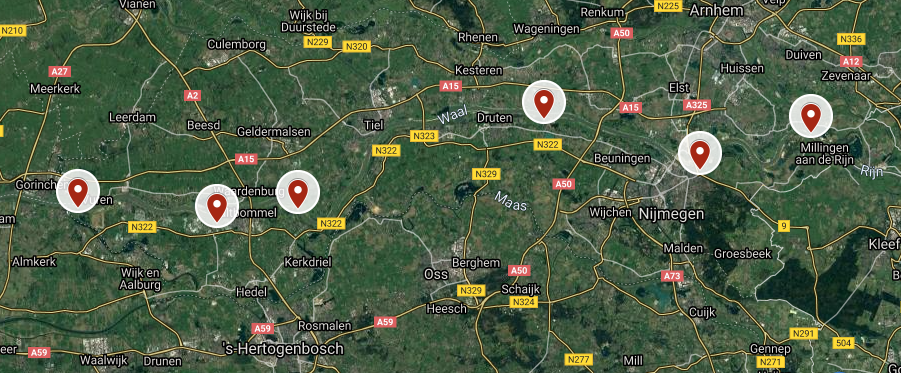 Vianen
Wijk bij
Duurstede
Renkum
N225
Arnhem
Velp
N210
Culemborg
N229
N320
Rhenen
Wageningen
A50
N336
Duiven
A12
A27
Kesteren
Huissen
Zevenaar
Meerkerk
A2
A15
Elst
A325
Leerdam
Beesd
Geldermalsen
Tiel
N323
Waal
Druten
A15
N322
N322
Beuningen
Millingen
aan de Rijn
A15
N329
A50
Rijn
Maas
N322
N322
Wijchen
Nijmegen
9
Almkerk
Kerkdriel
Malden
Groesbeek
Wijk en
Aalburg
Oss
Berghem
A50
A73
Hedel
N329
Schaijk
N324
Heesch
Cuijk
A59
Rosmalen
A59
A59
Waalwijk
Drunen
's-Hertogenbosch
N277
Mill
Gennep
N271
N291
504